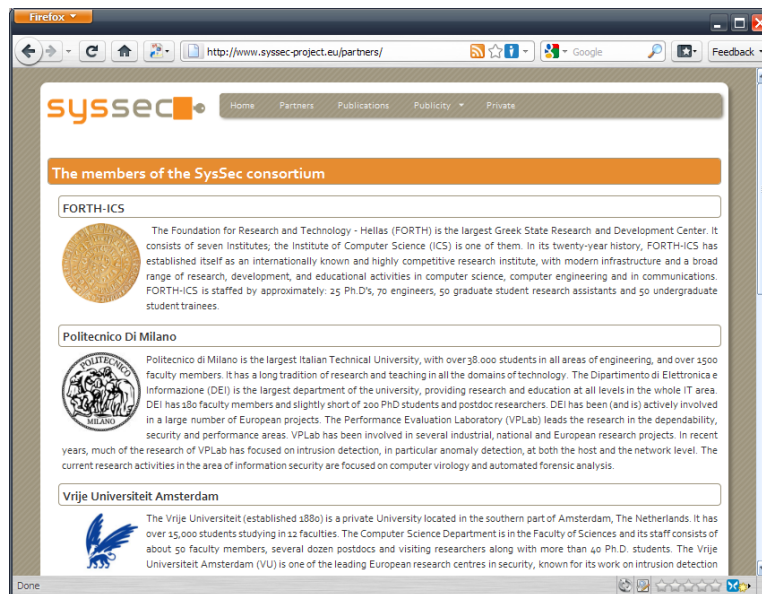 Firefox
http://www.syssec-project.eu/partners/
Google
Feedback
syssec
Home Partners Publications Publicity Private
The members of the SysSec consortium
FORTH-ICS
The Foundation for Research and Technology - Hellas (FORTH) is the largest Greek State Research and Development Center. It
consists of seven Institutes; the Institute of Computer Science (ICS) is one of them. In its twenty-year history, FORTH-ICS has
established itself as an internationally known and highly competitive research institute, with modern infrastructure and a broad
range of research, development, and educational activities in computer science, computer engineering and in communications.
FORTH-ICS is staffed by approximately: 25 Ph.D's, 70 engineers, 50 graduate student research assistants and 50 undergraduate
student trainees.
Politecnico Di Milano
POLITECNICO
MILANO
Politecnico di Milano is the largest Italian Technical University, with over 38.000 students in all areas of engineering, and over 1500
faculty members. It has a long tradition of research and teaching in all the domains of technology. The Dipartimento di Elettronica e
Informazione (DEI) is the largest department of the university, providing research and education at all levels in the whole IT area.
DEI has 180 faculty members and slightly short of 200 PhD students and postdoc researchers. DEI has been (and is) actively involved
in a large number of European projects. The Performance Evaluation Laboratory (VPLab) leads the research in the dependability,
security and performance areas. VPLab has been involved in several industrial, national and European research projects. In recent
years, much of the research of VPLab has focused on intrusion detection, in particular anomaly detection, at both the host and the network level. The
current research activities in the area of information security are focused on computer virology and automated forensic analysis.
Vrije Universiteit Amsterdam
The Vrije Universiteit (established 1880) is a private University located in the southern part of Amsterdam, The Netherlands. It has
over 15,000 students studying in 12 faculties. The Computer Science Department is in the Faculty of Sciences and its staff consists of
about 50 faculty members, several dozen postdocs and visiting researchers along with more than 40 Ph.D. students. The Vrije
Universiteit Amsterdam (VU) is one of the leading European research centres in security, known for its work on intrusion detection
Done